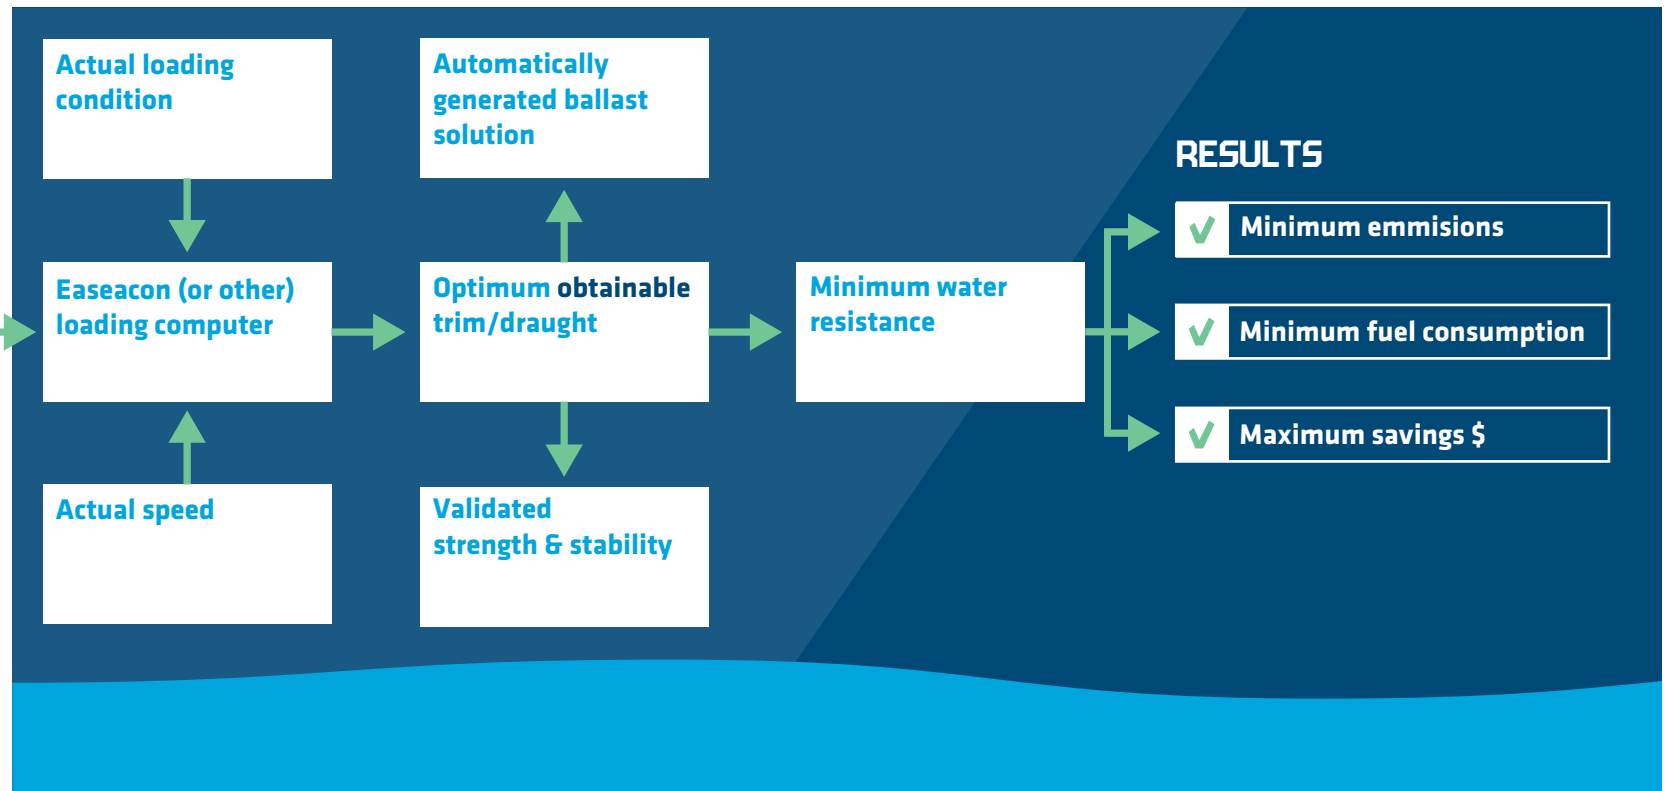 Actual loading
condition
Automatically
generated ballast
solution
Easeacon (or other)
loading computer
Optimum obtainable
trim/draught
Minimum water
resistance
Actual speed
Validated
strength & stability
RESULTS
Minimum emmisions
Minimum fuel consumption
Maximum savings $